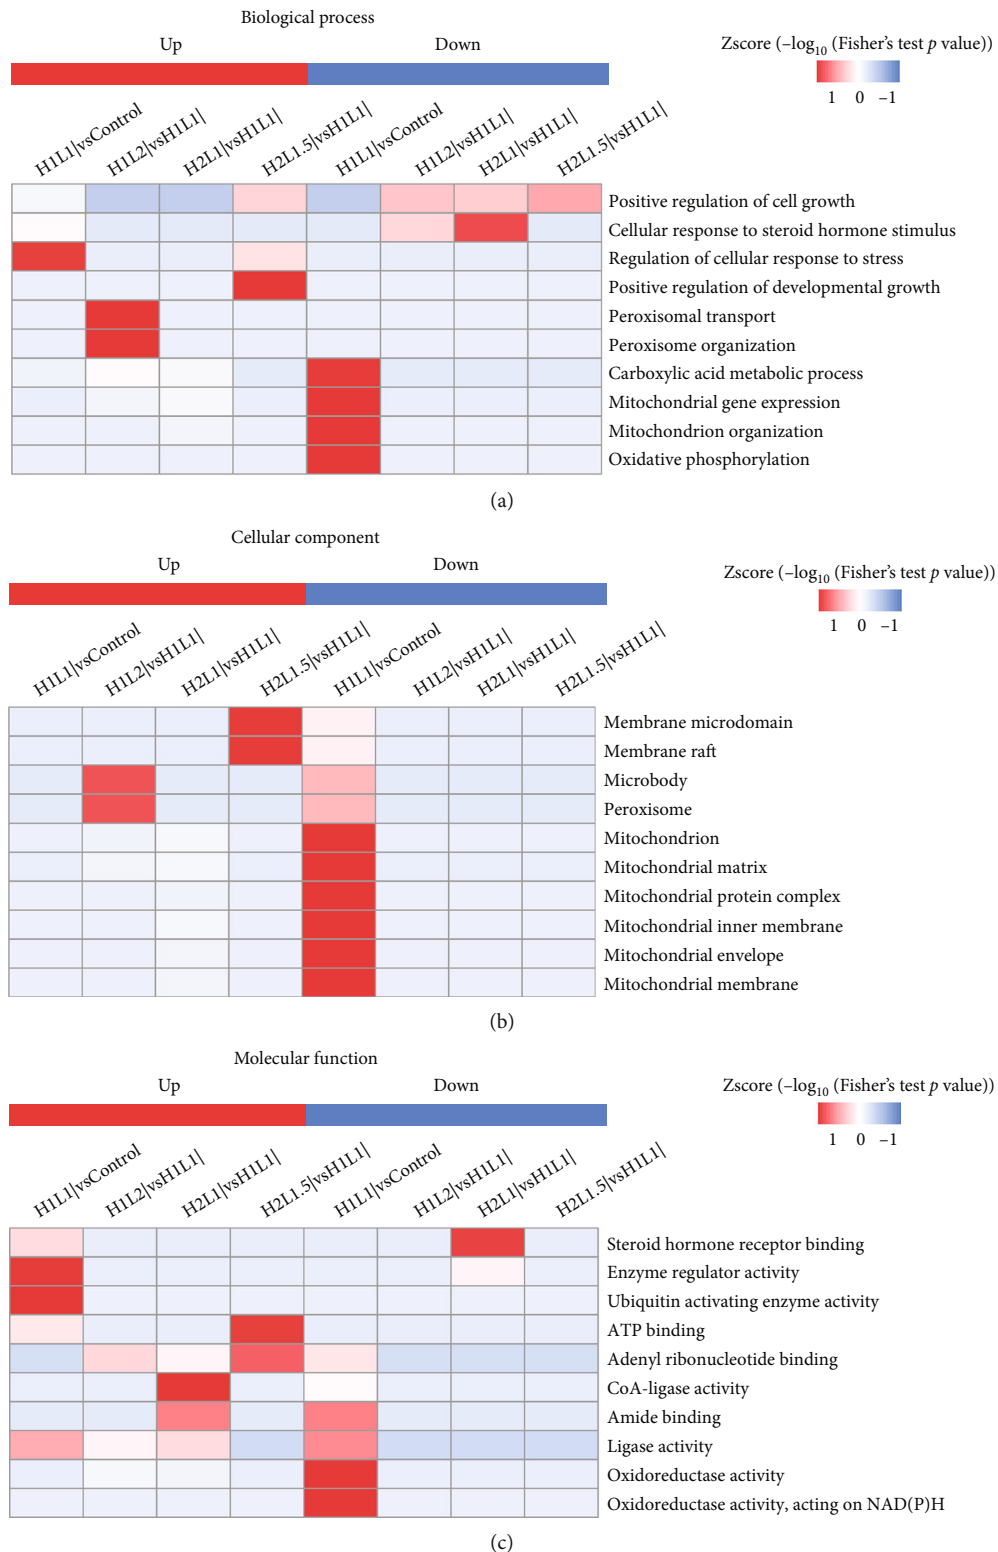 Biological process
Up
Down
Zscore (–log10 (Fisher's test p value))
1 0 –1
H1L1|vsControl
H1L2|vsH1L1|
H2L1|vsH1L1|
H2L1.5|vsH1L1|
H1L1|vsControl
H1L2|vsH1L1|
H2L1|vsH1L1|
H2L1.5|vsH1L1|
Positive regulation of cell growth
Cellular response to steroid hormone stimulus
Regulation of cellular response to stress
Positive regulation of developmental growth
Peroxisomal transport
Peroxisome organization
Carboxylic acid metabolic process
Mitochondrial gene expression
Mitochondrion organization
Oxidative phosphorylation
(a)
Cellular component
Up
Down
Zscore (–log10 (Fisher's test p value))
1 0 –1
H1L1|vsControl
H1L2|vsH1L1|
H2L1|vsH1L1|
H2L1.5|vsH1L1|
H1L1|vsControl
H1L2|vsH1L1|
H2L1|vsH1L1|
H2L1.5|vsH1L1|
Membrane microdomain
Membrane raft
Microbody
Peroxisome
Mitochondrion
Mitochondrial matrix
Mitochondrial protein complex
Mitochondrial inner membrane
Mitochondrial envelope
Mitochondrial membrane
(b)
Molecular function
Up
Down
Zscore (–log10 (Fisher's test p value))
1 0 –1
H1L1|vsControl
H1L2|vsH1L1|
H2L1|vsH1L1|
H2L1.5|vsH1L1|
H1L1|vsControl
H1L2|vsH1L1|
H2L1|vsH1L1|
H2L1.5|vsH1L1|
Steroid hormone receptor binding
Enzyme regulator activity
Ubiquitin activating enzyme activity
ATP binding
Adenyl ribonucleotide binding
CoA-ligase activity
Amide binding
Ligase activity
Oxidoreductase activity
Oxidoreductase activity, acting on NAD(P)H
(c)